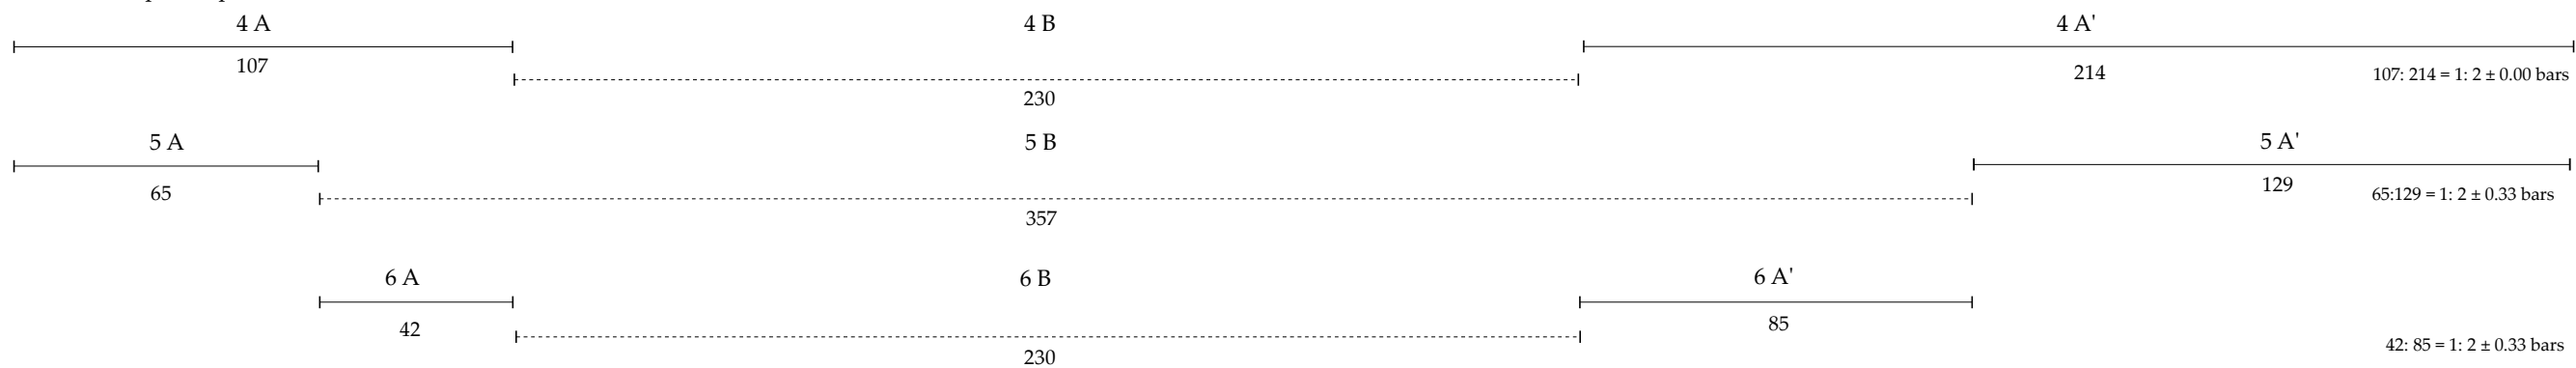 4 A 4 B 4 A'
107 230 214 107: 214 = 1: 2 ± 0.00 bars
5 A 5 B 5 A'
65 357 129 65:129 = 1: 2 ± 0.33 bars
6 A 6 B 6 A'
42 230 85 42: 85 = 1: 2 ± 0.33 bars